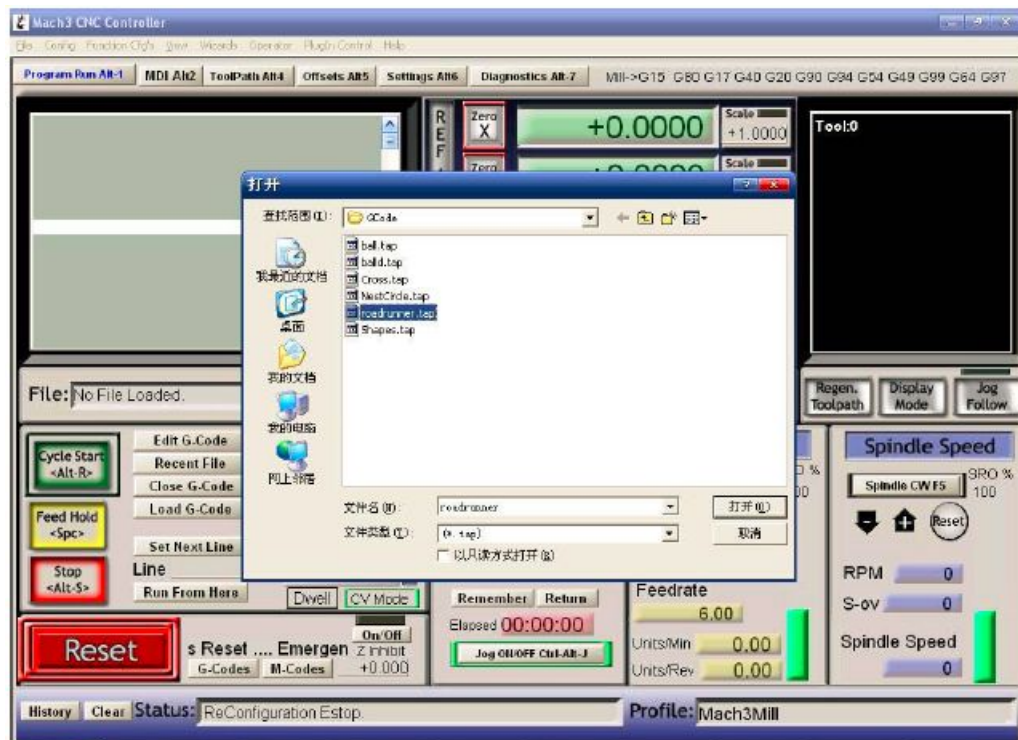 Mach3 CNC Controller
File Config Function Cfg's View Wizards Operator PlugIn Control Help
Program Run Alt-1 MDI Alt2 ToolPath Alt4 Offsets Alt5 Settings Alt6 Diagnostics Alt-7 Mill->G15 G80 G17 G40 G20 G90 G94 G54 G49 G99 G64 G97
R
E
F
Zero
X
+0.0000
Scale
+1.0000
Tool:0
Zero
Scale
打开
查找范围(I):
GCode
我最近的文档
桌面
我的文档
我的电脑
网上邻居
ball.tap
balld.tap
Cross.tap
NestCircle.tap
roadrunner.tap
Shapes.tap
文件名(N):
roadrunner
打开(O)
文件类型(T):
(*.tap)
取消
以只读方式打开(R)
File: No File Loaded.
Regen.
Toolpath
Display
Mode
Jog
Follow
Cycle Start
<Alt-R>
Feed Hold
<Spc>
Stop
<Alt-S>
Edit G-Code
Recent File
Close G-Code
Load G-Code
Set Next Line
Line
Run From Here
Dwell CV Mode
Reset
s Reset .... Emergen
G-Codes M-Codes
On/Off
Z Inhibit
+0.000
Remember Return
Elapsed 00:00:00
Jog ON/OFF Ctrl-Alt-J
Feedrate
6.00
Units/Min 0.00
Units/Rev 0.00
Spindle Speed
Spindle CW F5
SRO %
100
Reset
RPM 0
S-ov 0
Spindle Speed
0
History Clear Status: ReConfiguration Estop.
Profile: Mach3Mill